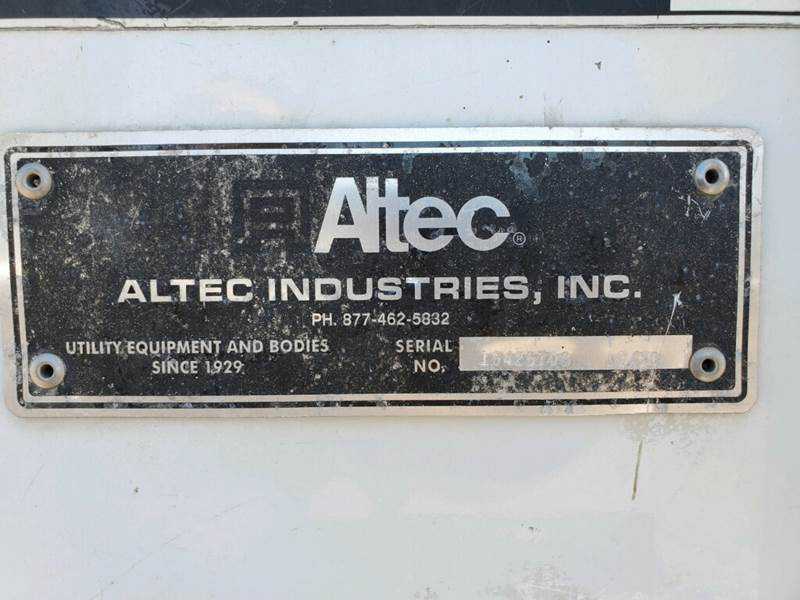 Altec®
ALTEC INDUSTRIES, INC.
PH. 877-462-5832
UTILITY EQUIPMENT AND BODIES
SINCE 1929
SERIAL
NO.